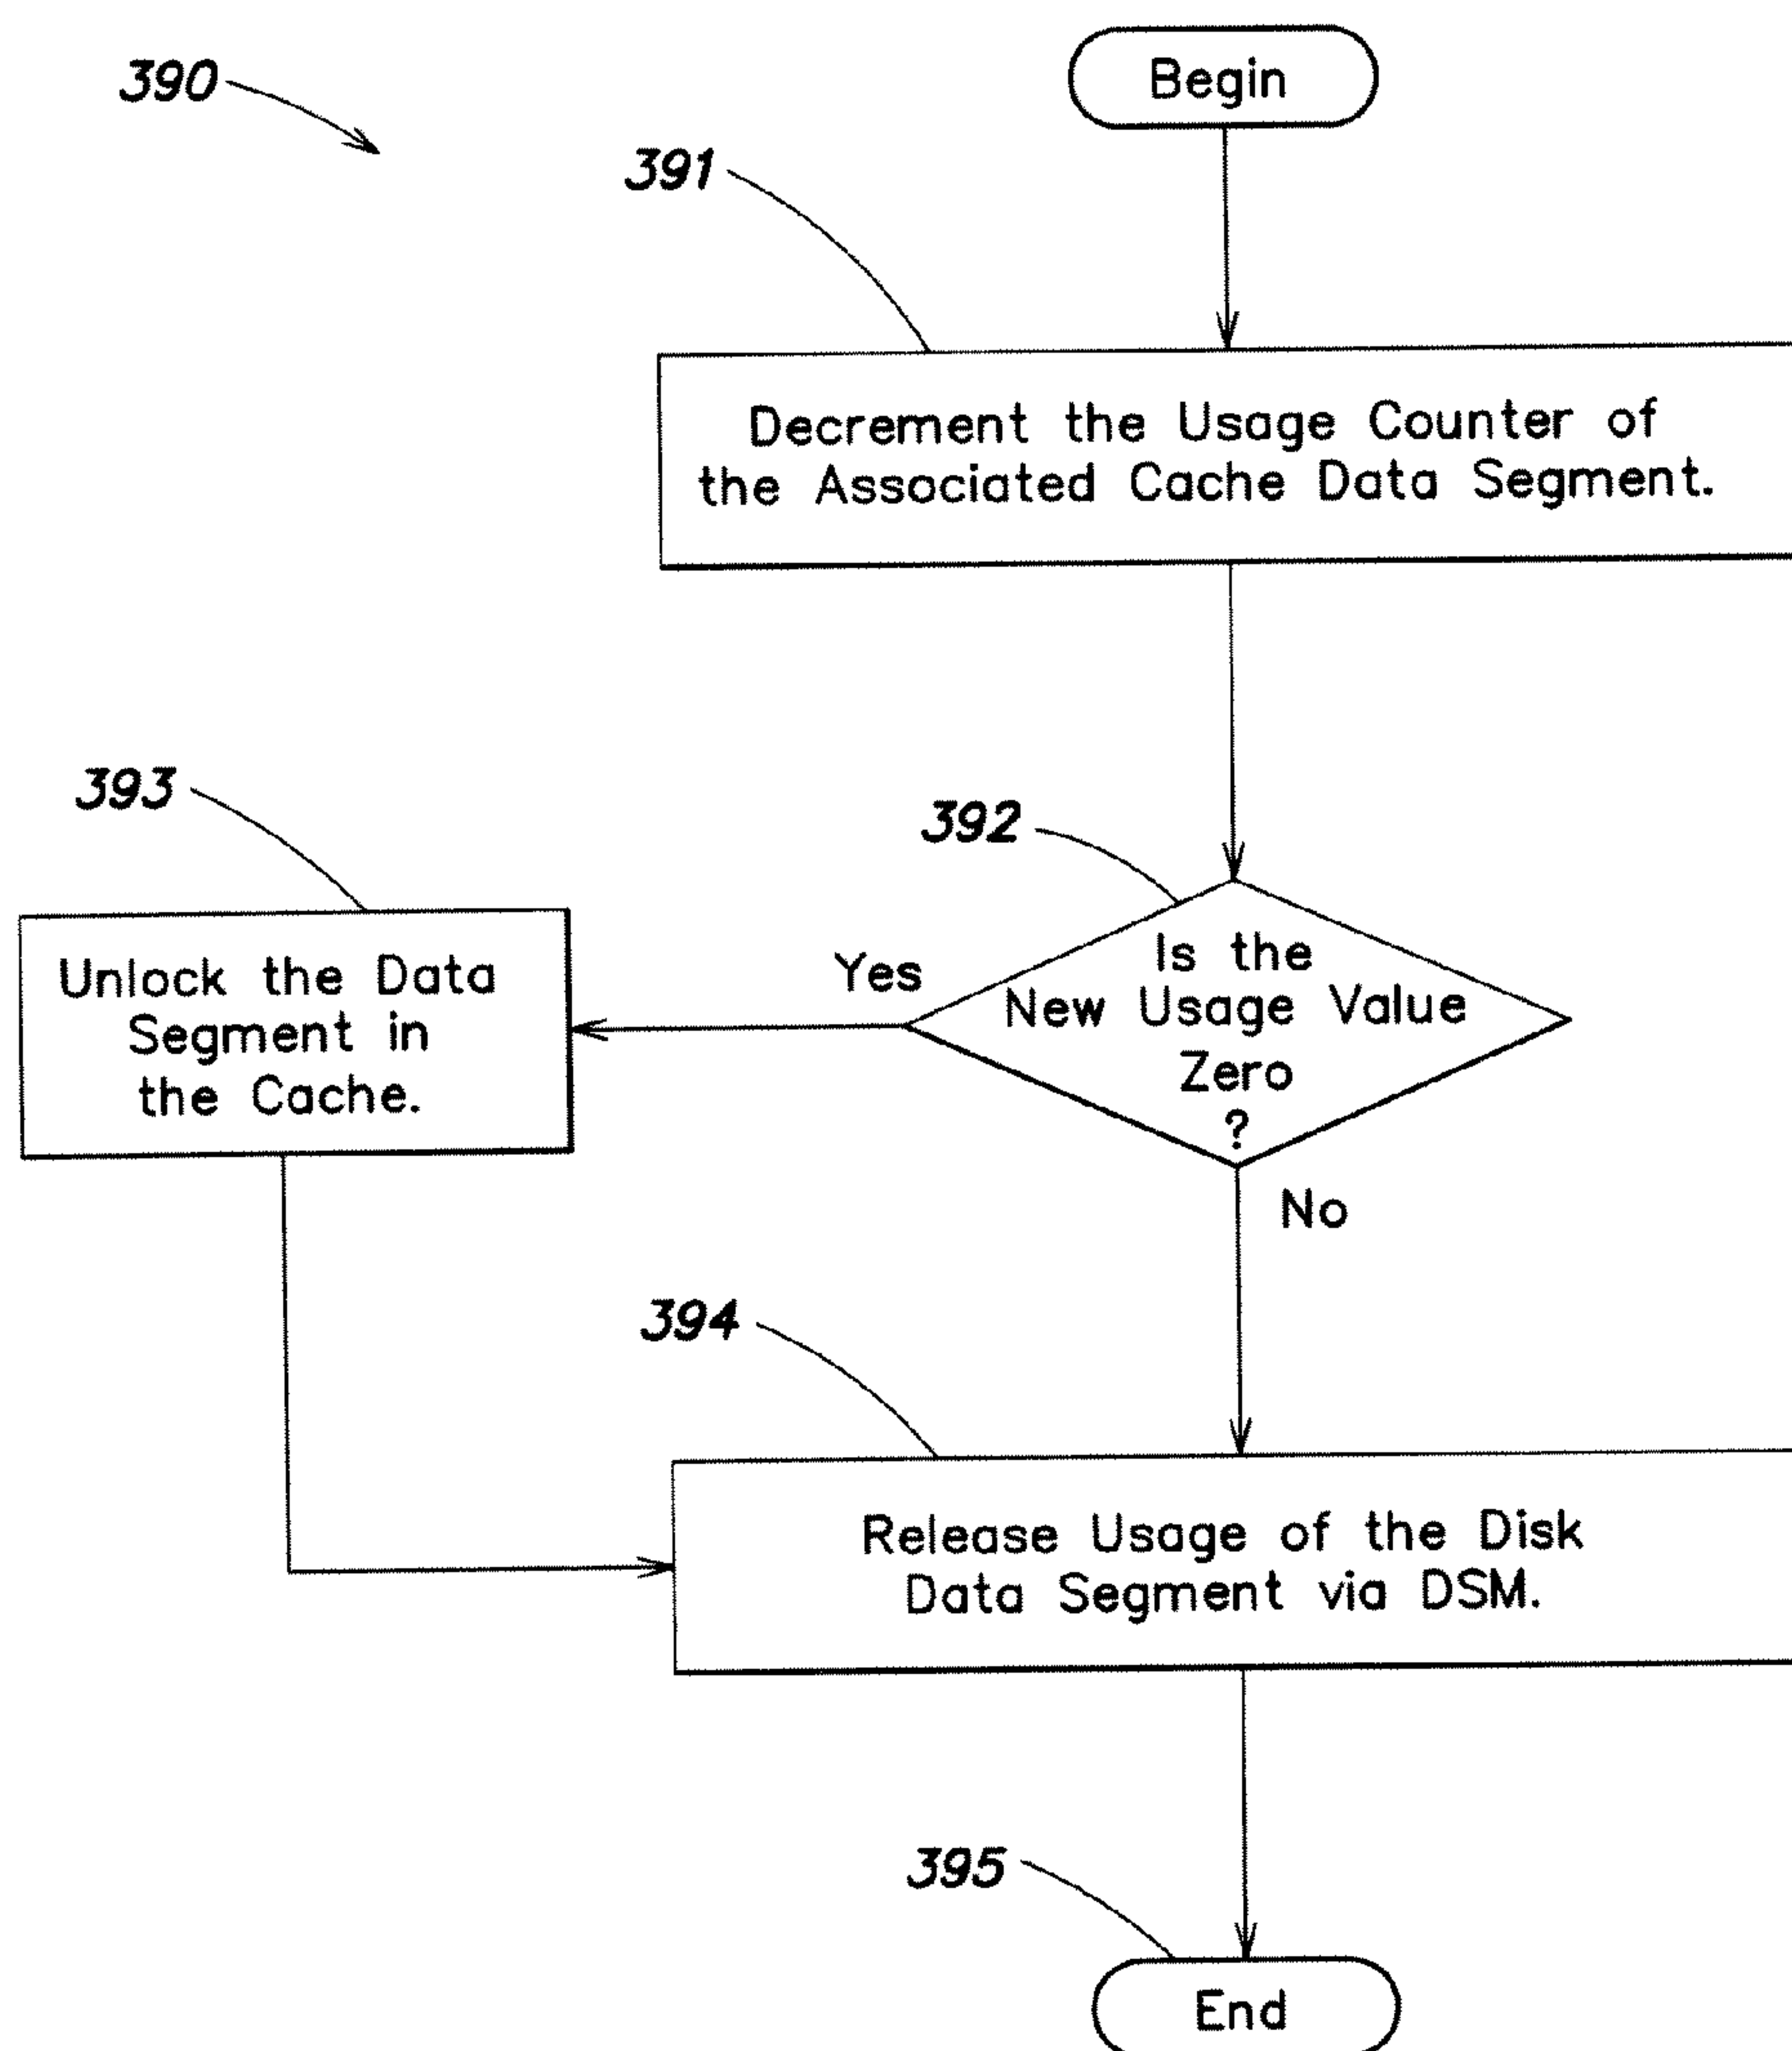 390
Begin
391
Decrement the Usage Counter of
the Associated Cache Data Segment.
393
392
Unlock the Data
Segment in
the Cache.
Yes
Is the
New Usage Value
Zero
?
No
394
Release Usage of the Disk
Data Segment via DSM.
395
End